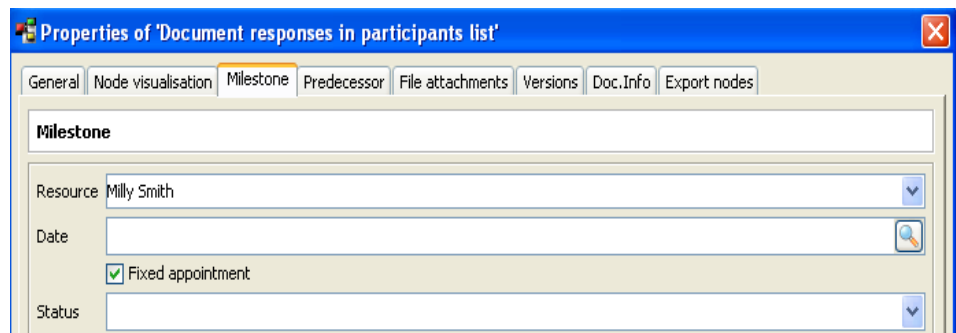 Properties of 'Document responses in participants list'
General Node visualisation Milestone Predecessor File attachments Versions Doc.Info Export nodes
Milestone
Resource Milly Smith
Date
Fixed appointment
Status